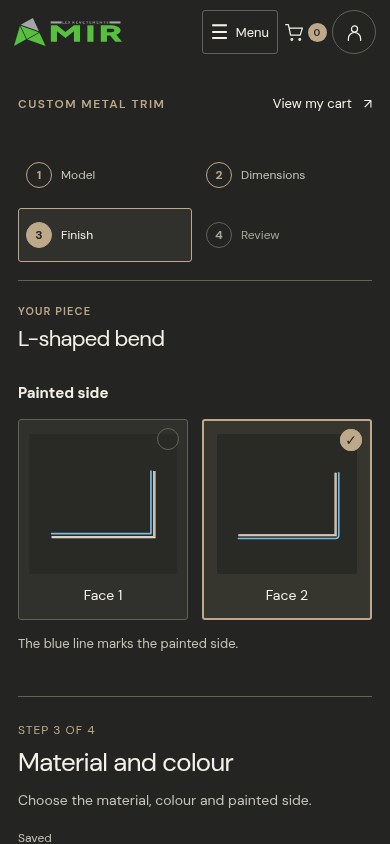 LES REVÊTEMENTS
MIR
Menu
0
CUSTOM METAL TRIM
View my cart
1 Model
2 Dimensions
3 Finish
4 Review
YOUR PIECE
L-shaped bend
Painted side
Face 1
Face 2
The blue line marks the painted side.
STEP 3 OF 4
Material and colour
Choose the material, colour and painted side.
Saved